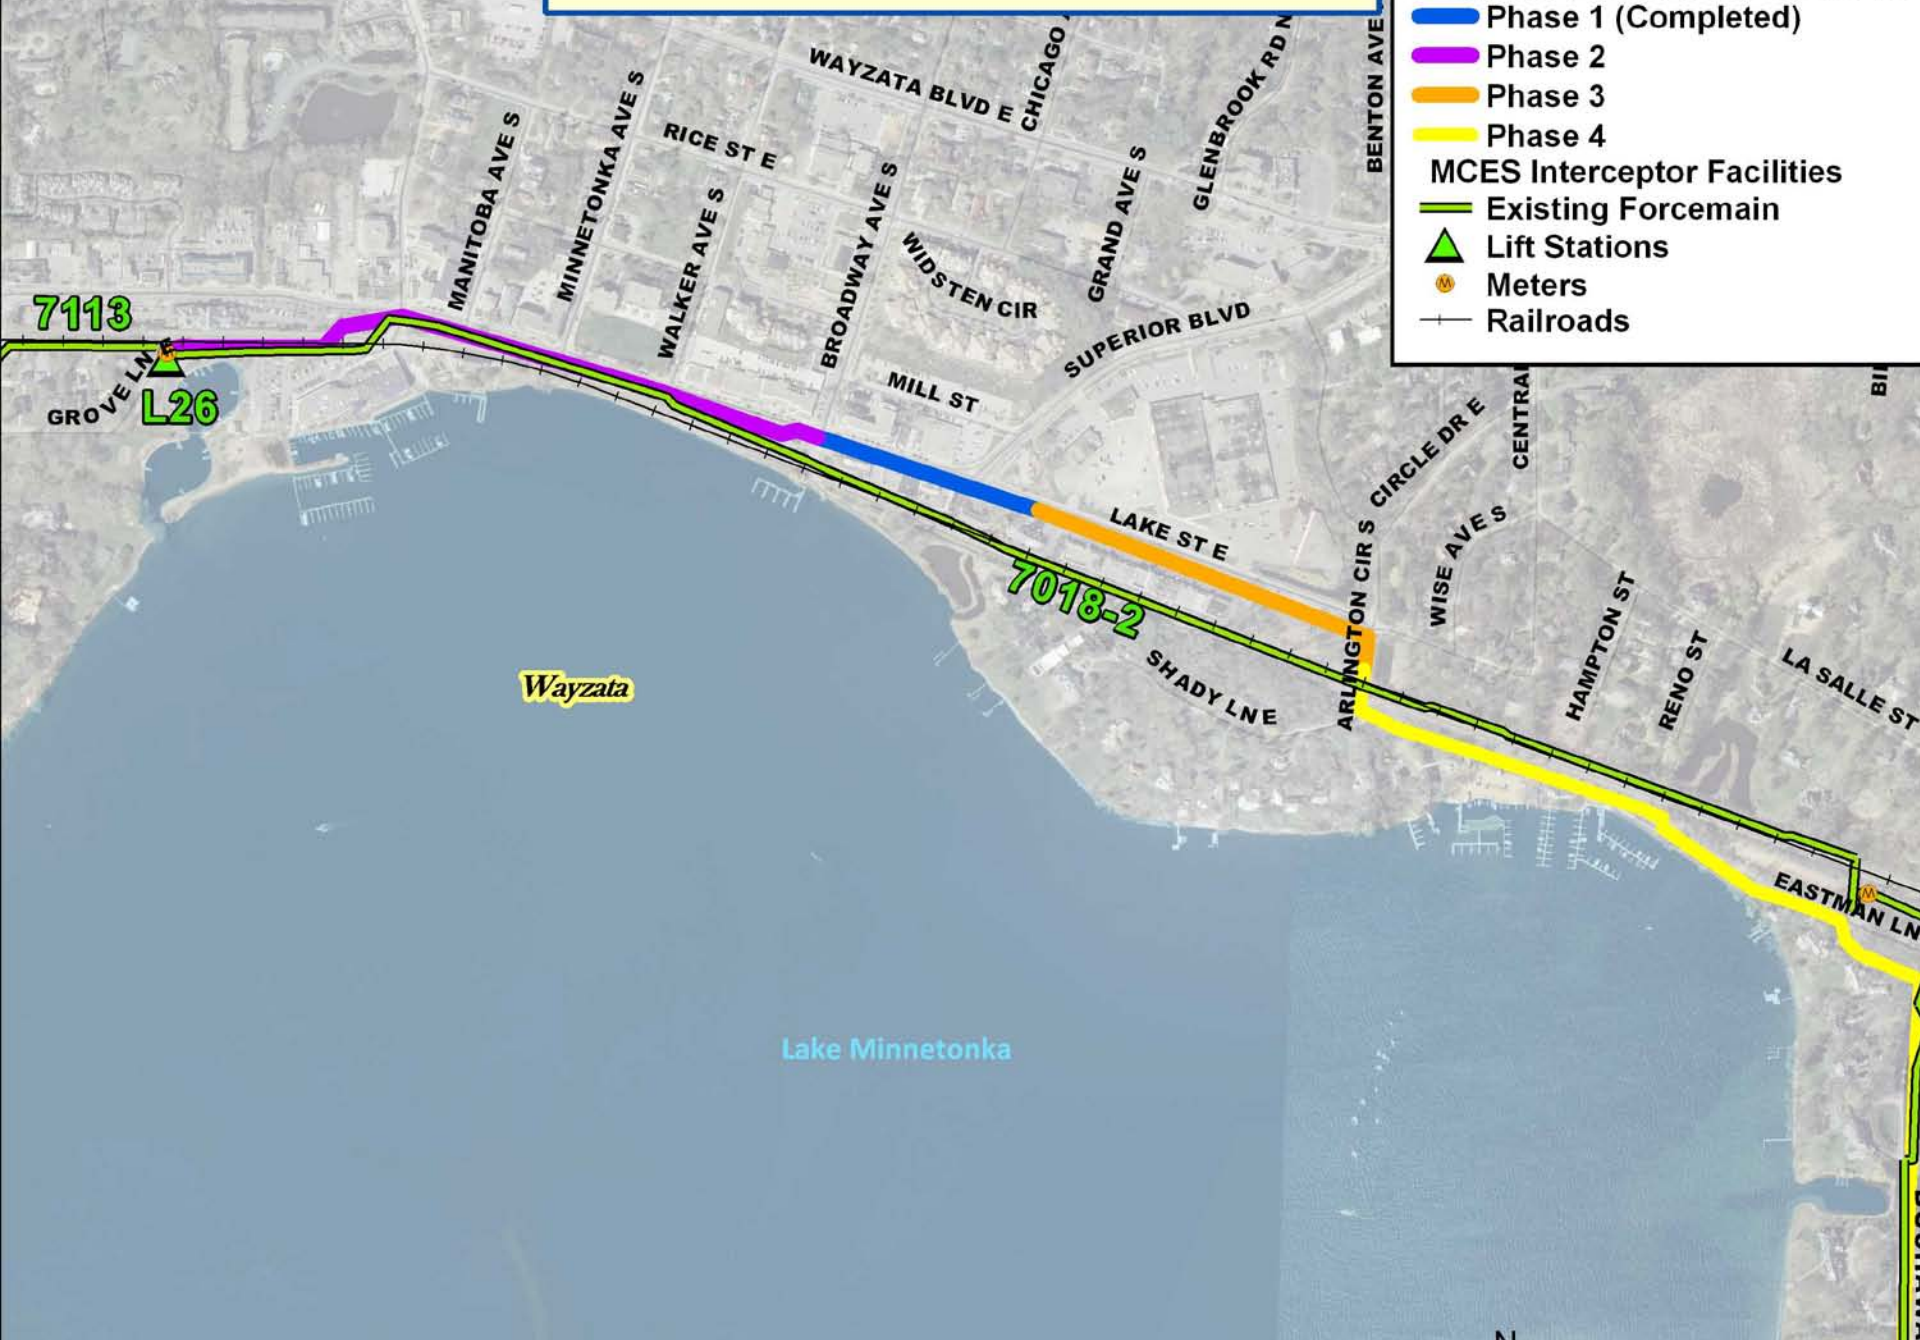 Phase 1 (Completed)
Phase 2
Phase 3
Phase 4
MCES Interceptor Facilities
Existing Forcemain
Lift Stations
Meters
Railroads
WAYZATA BLVD E
CHICAGO
GLENBROOK RD N
BENTON AVE
RICE ST E
MANITOBA AVE S
MINNETONKA AVE S
WALKER AVE S
BROADWAY AVE S
WIDSTEN CIR
GRAND AVE S
SUPERIOR BLVD
MILL ST
7113
GROVE LN E
M
L26
CIRCLE DR E
LAKE ST E
ARLINGTON CIR S
WISE AVE S
7018-2
SHADY LN E
HAMPTON ST
RENO ST
LA SALLE ST
Wayzata
EASTMAN LN
M
Lake Minnetonka
N